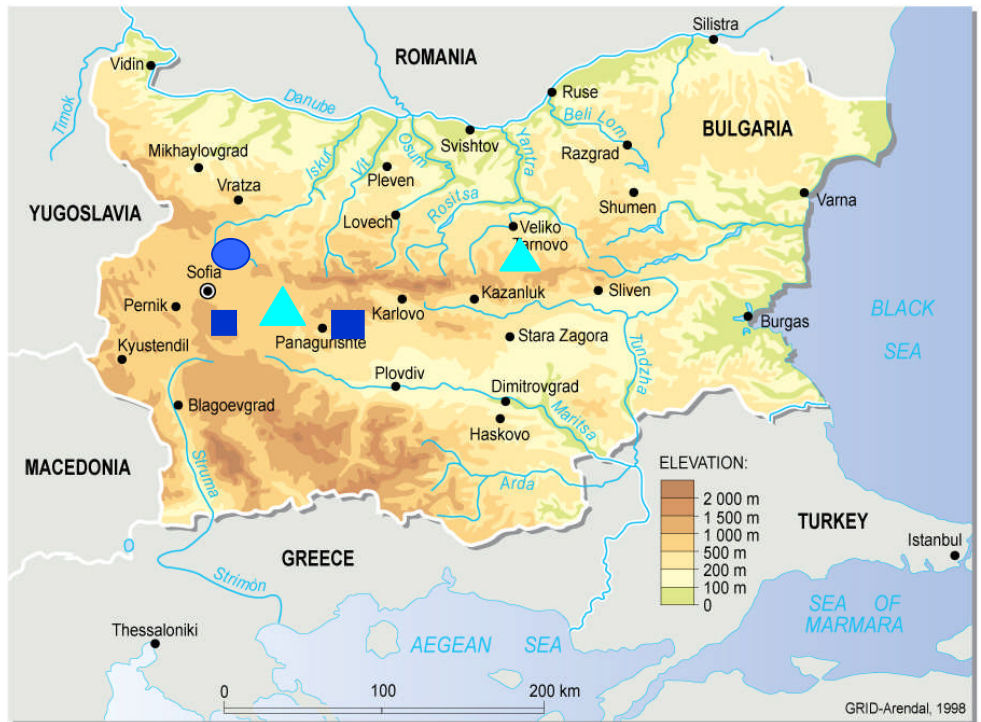 Silistra
ROMANIA
Vidin
Danube
Ruse
Timok
Beli Lom
BULGARIA
Svishtov
Yantra
Mikhaylovgrad
Iskut
Vit
Osum
Razgrad
Pleven
Vratza
Rositsa
Shumen
Varna
YUGOSLAVIA
Lovech
Veliko
Tarnovo
Sofia
Sliven
Pernik
Karlovo
Kazanluk
BLACK
SEA
Burgas
Panagurishte
Stara Zagora
Kyustendil
Tundzha
Plovdiv
Dimitrovgrad
Blagoevgrad
Maritsa
Haskovo
MACEDONIA
Struma
Arda
ELEVATION:
2 000 m
1 500 m
1 000 m
500 m
200 m
100 m
0
TURKEY
Istanbul
GREECE
Strimon
SEA OF
MARMARA
Thessaloniki
AEGEAN SEA
0 100 200 km
GRID-Arendal, 1998